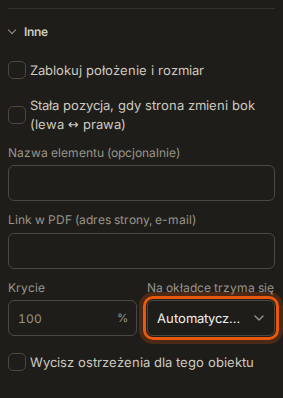 Inne
Zablokuj położenie i rozmiar
Stała pozycja, gdy strona zmieni bok
(lewa ↔ prawa)
Nazwa elementu (opcjonalnie)
Link w PDF (adres strony, e-mail)
Krycie
Na okładce trzyma się
100 %
Automatycz...
Wycisz ostrzeżenia dla tego obiektu